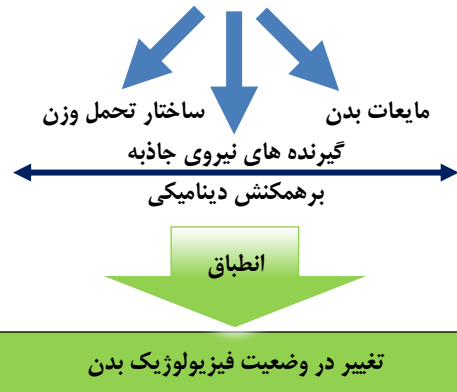 مایعات بدن
ساختار تحمل وزن
گیرنده های نیروی جاذبه
برهمکنش دینامیکی
انطباق
تغییر در وضعیت فیزیولوژیک بدن